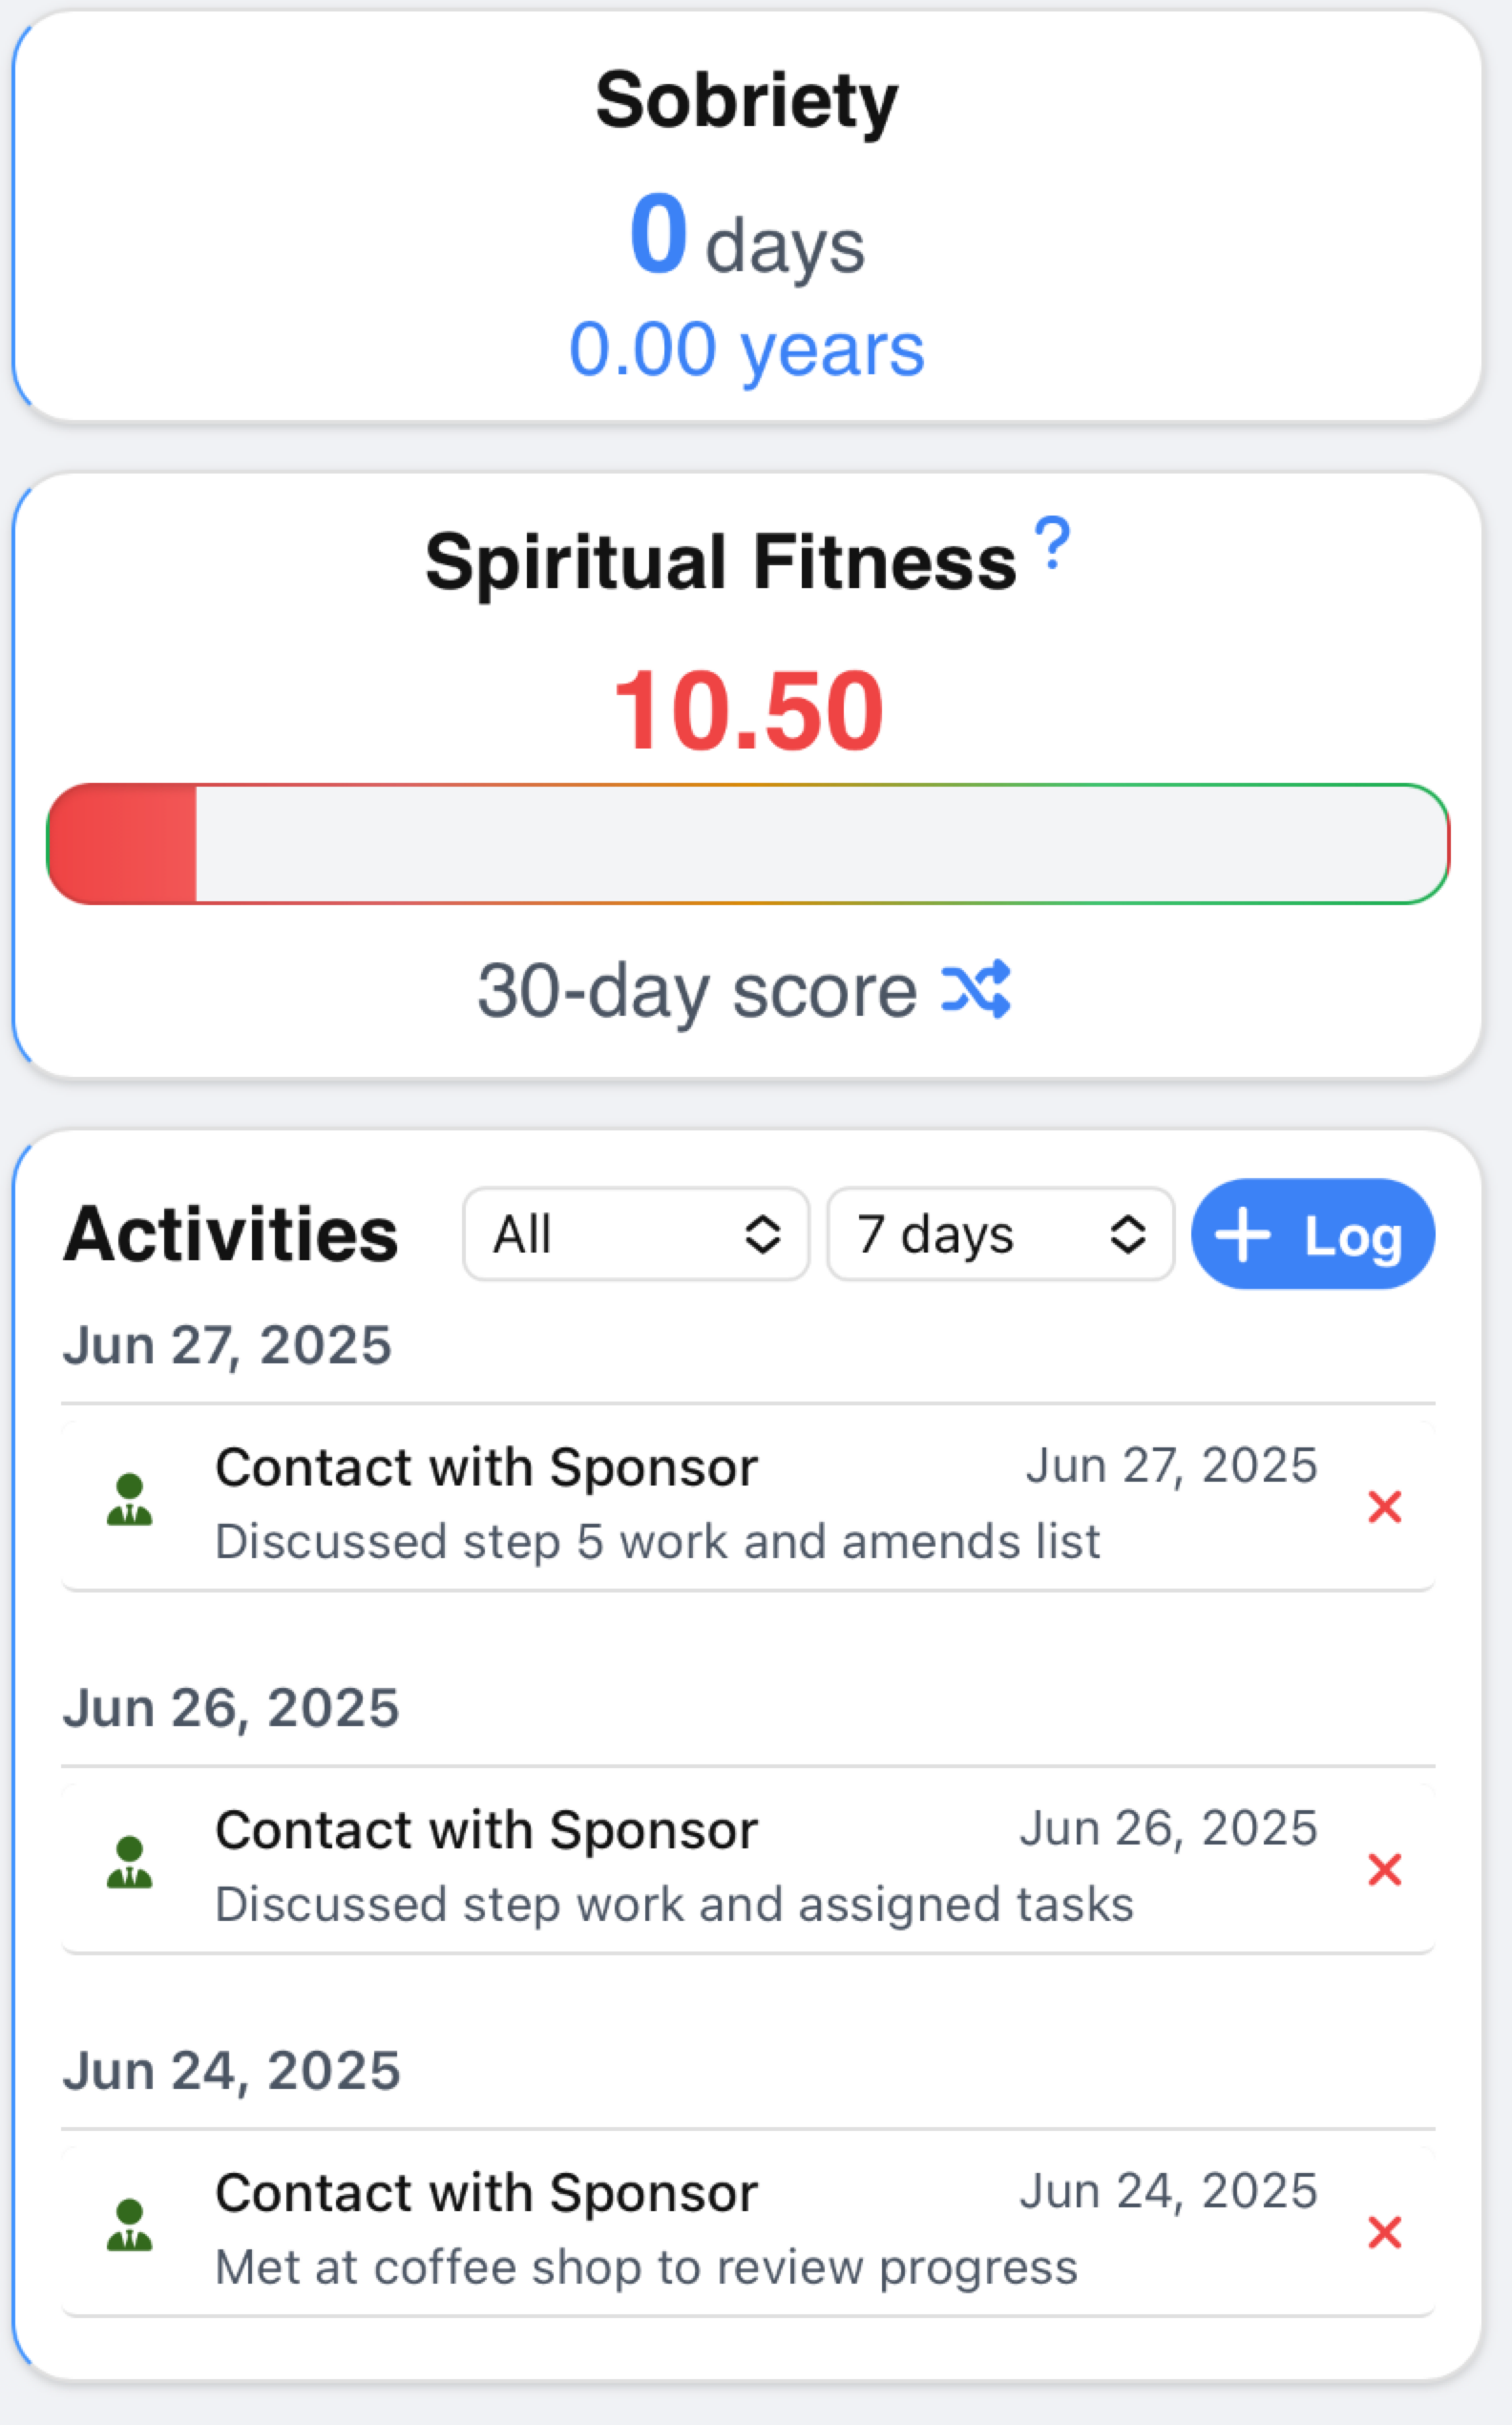 Sobriety
0 days
0.00 years
Spiritual Fitness ?
10.50
30-day score
Activities All 7 days + Log
Jun 27, 2025
Contact with Sponsor Jun 27, 2025
Discussed step 5 work and amends list
Jun 26, 2025
Contact with Sponsor Jun 26, 2025
Discussed step work and assigned tasks
Jun 24, 2025
Contact with Sponsor Jun 24, 2025
Met at coffee shop to review progress